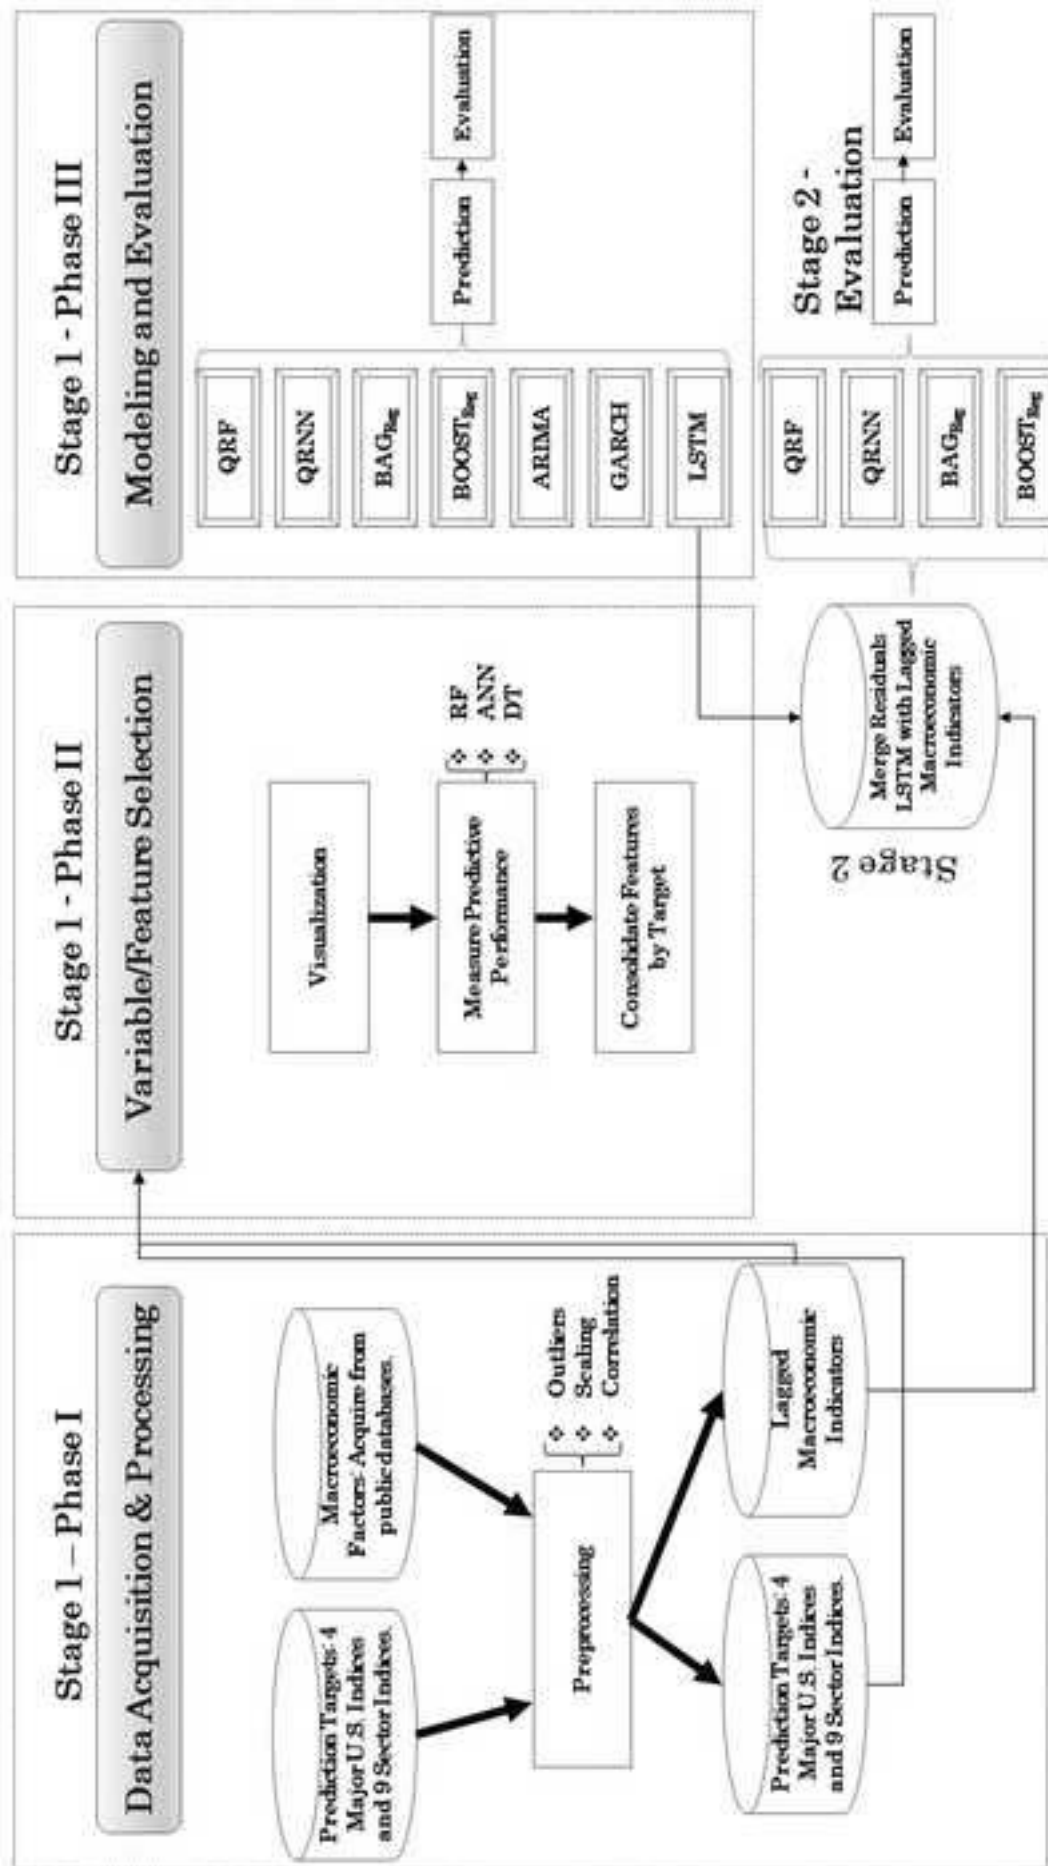 Stage 1 – Phase I
Data Acquisition & Processing
Prediction Targets: 4
Major U.S. Indices
and 9 Sector Indices.
Macroeconomic
Factors- Acquire from
public databases.
Preprocessing
❖ Outliers
❖ Scaling
❖ Correlation
Prediction Targets: 4
Major U.S. Indices
and 9 Sector Indices.
Lagged
Macroeconomic
Indicators
Stage 1 - Phase II
Variable/Feature Selection
Visualization
Measure Predictive
Performance
❖ RF
❖ ANN
❖ DT
Consolidate Features
by Target
Stage 1 - Phase III
Modeling and Evaluation
QRF
QRNN
BAGReg
BOOSTReg
ARIMA
GARCH
LSTM
Prediction
Evaluation
Stage 2
Merge Residuals
LSTM with Lagged
Macroeconomic
Indicators
QRF
QRNN
BAGReg
BOOSTReg
Stage 2 -
Evaluation
Prediction
Evaluation